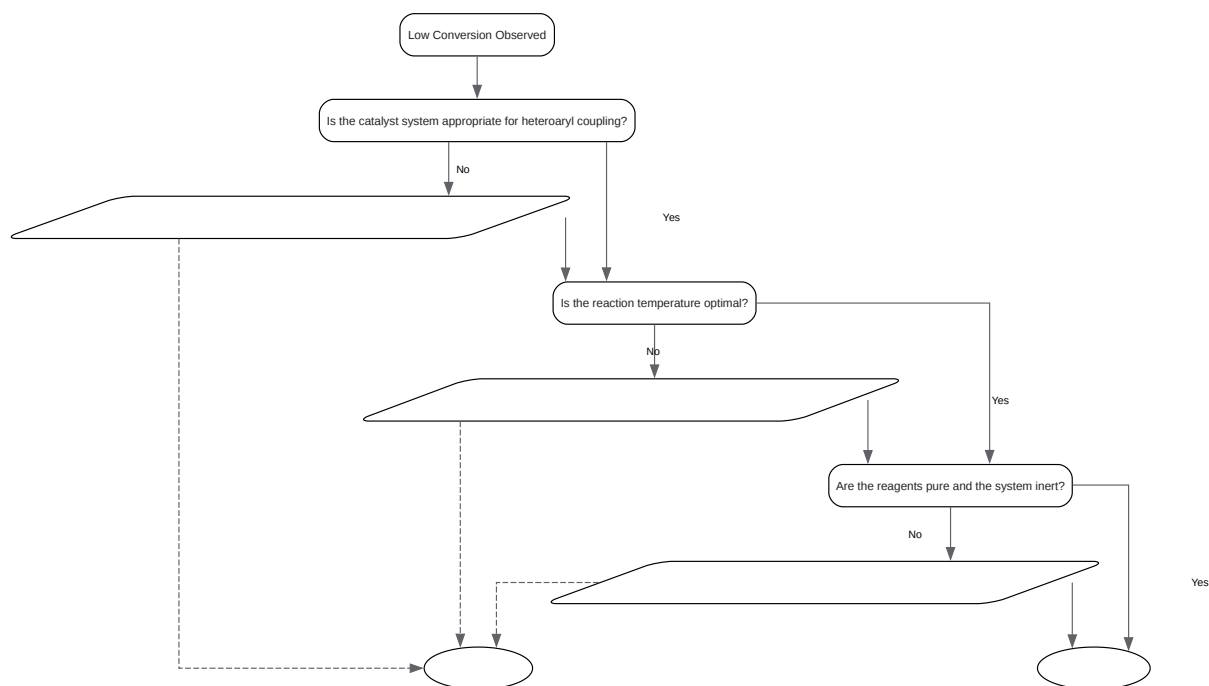 Low Conversion Observed
Is the catalyst system appropriate for heteroaryl coupling?
No
Yes
Is the reaction temperature optimal?
No
Yes
Are the reagents pure and the system inert?
No
Yes